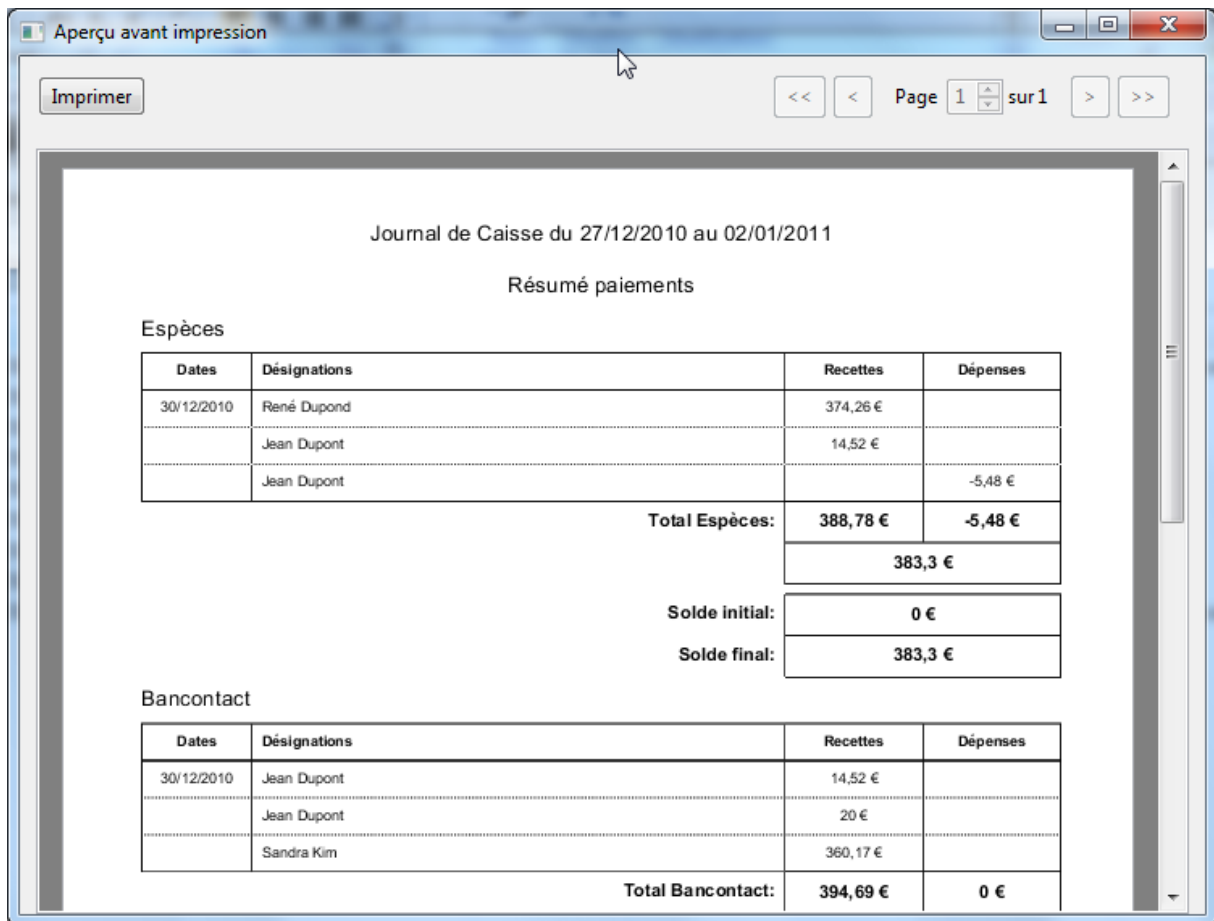 Aperçu avant impression
Imprimer << < Page 1 sur 1 > >>
Journal de Caisse du 27/12/2010 au 02/01/2011
Résumé paiements
Espèces
Dates Désignations Recettes Dépenses
30/12/2010 René Dupond 374,26 €
Jean Dupont 14,52 €
Jean Dupont -5,48 €
Total Espèces: 388,78 € -5,48 €
383,3 €
Solde initial: 0 €
Solde final: 383,3 €
Bancontact
Dates Désignations Recettes Dépenses
30/12/2010 Jean Dupont 14,52 €
Jean Dupont 20 €
Sandra Kim 360,17 €
Total Bancontact: 394,69 € 0 €